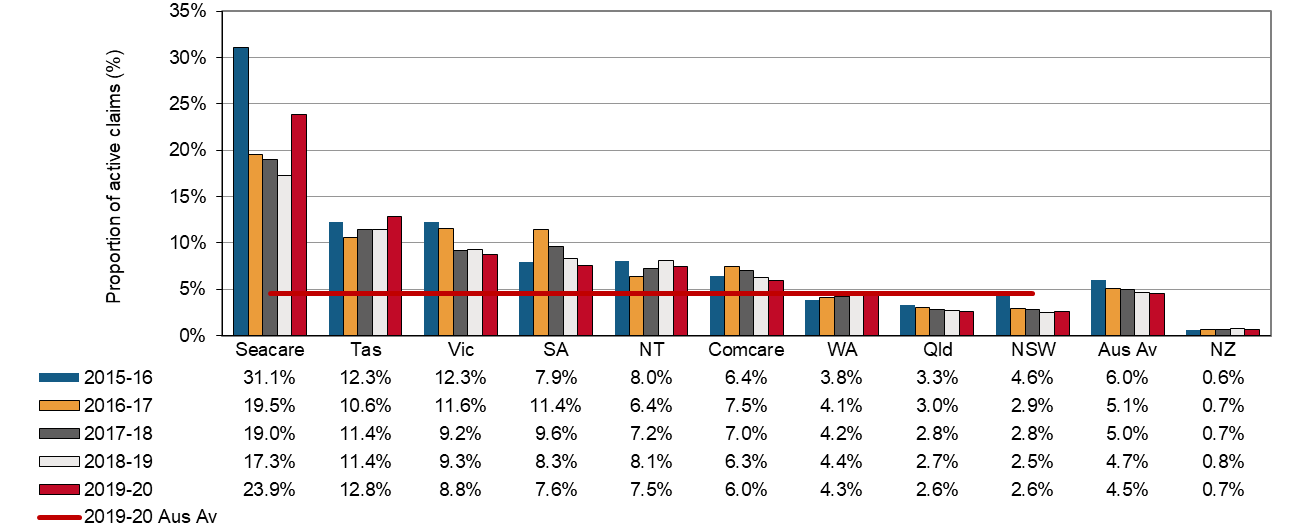 35%
30%
25%
20%
15%
10%
5%
0%
Proportion of active claims (%)
Seacare Tas Vic SA NT Comcare WA Qld NSW Aus Av NZ
2015-16 31.1% 12.3% 12.3% 7.9% 8.0% 6.4% 3.8% 3.3% 4.6% 6.0% 0.6%
2016-17 19.5% 10.6% 11.6% 11.4% 6.4% 7.5% 4.1% 3.0% 2.9% 5.1% 0.7%
2017-18 19.0% 11.4% 9.2% 9.6% 7.2% 7.0% 4.2% 2.8% 2.8% 5.0% 0.7%
2018-19 17.3% 11.4% 9.3% 8.3% 8.1% 6.3% 4.4% 2.7% 2.5% 4.7% 0.8%
2019-20 23.9% 12.8% 8.8% 7.6% 7.5% 6.0% 4.3% 2.6% 2.6% 4.5% 0.7%
2019-20 Aus Av